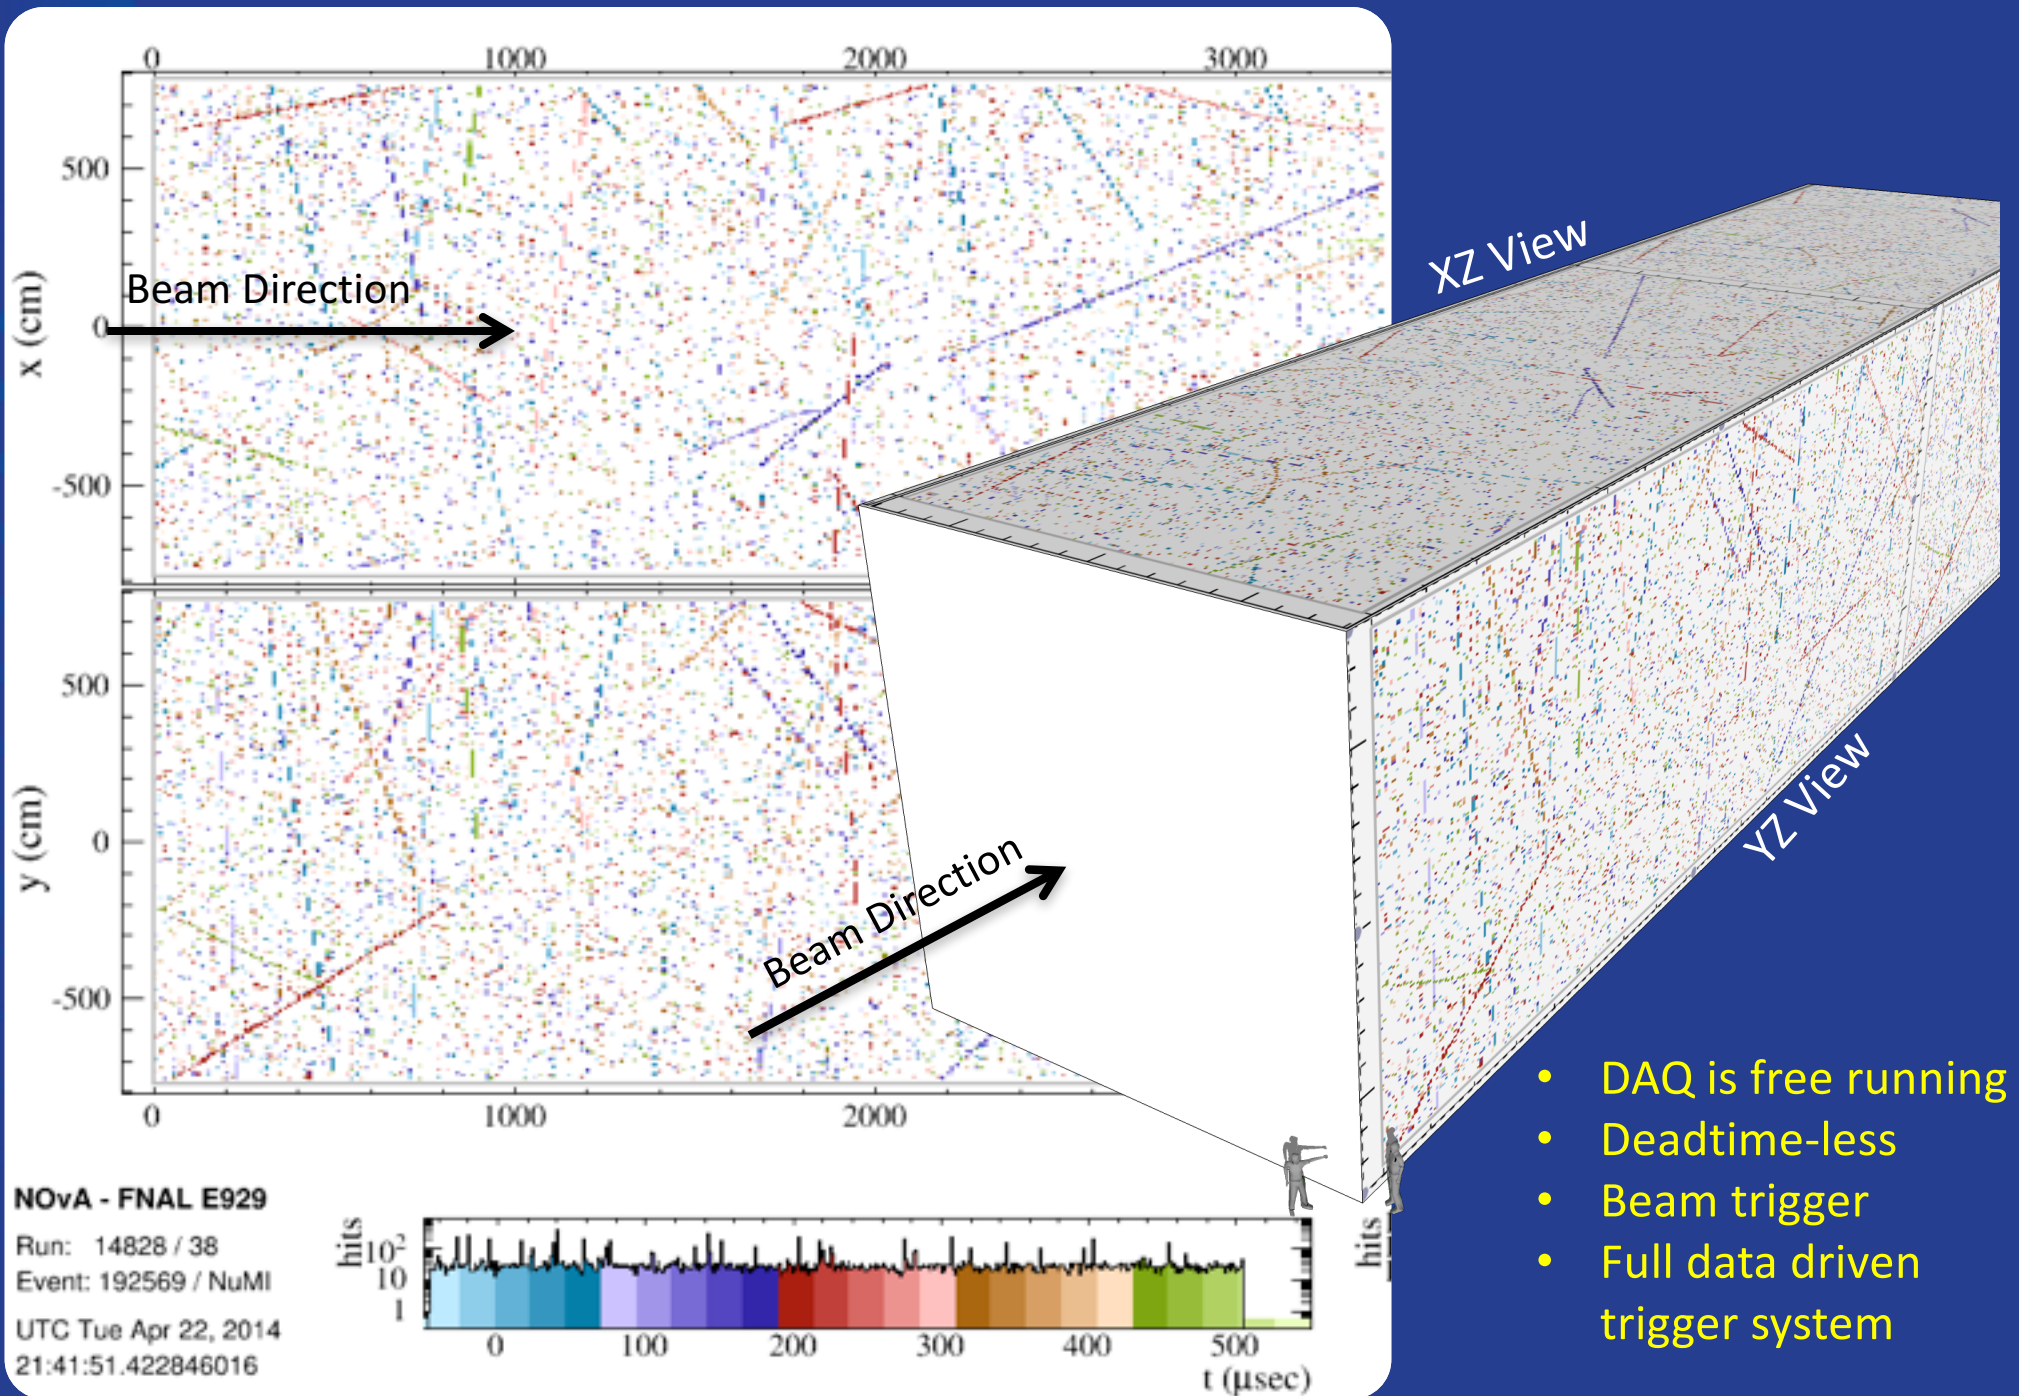 0 1000 2000 3000
500
Beam Direction
0
x (cm)
-500
XZ View
500
y (cm)
0
Beam Direction
-500
YZ View
0 1000 2000
• DAQ is free running
• Deadtime-less
• Beam trigger
• Full data driven
trigger system
NOvA - FNAL E929
Run: 14828 / 38
Event: 192569 / NuMI
UTC Tue Apr 22, 2014
21:41:51.422846016
hits
10²
10
1
0 100 200 300 400 500
t (μsec)
hits